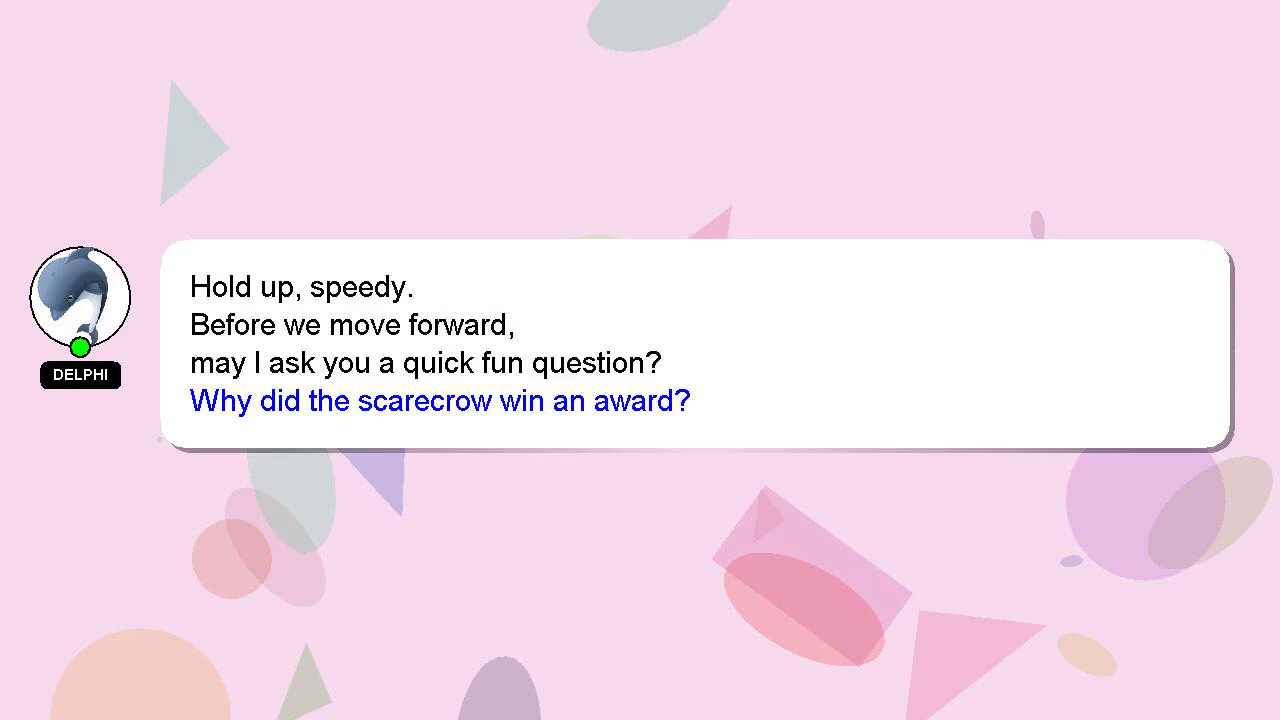 Hold up, speedy.
Before we move forward,
may I ask you a quick fun question?
Why did the scarecrow win an award?
DELPHI